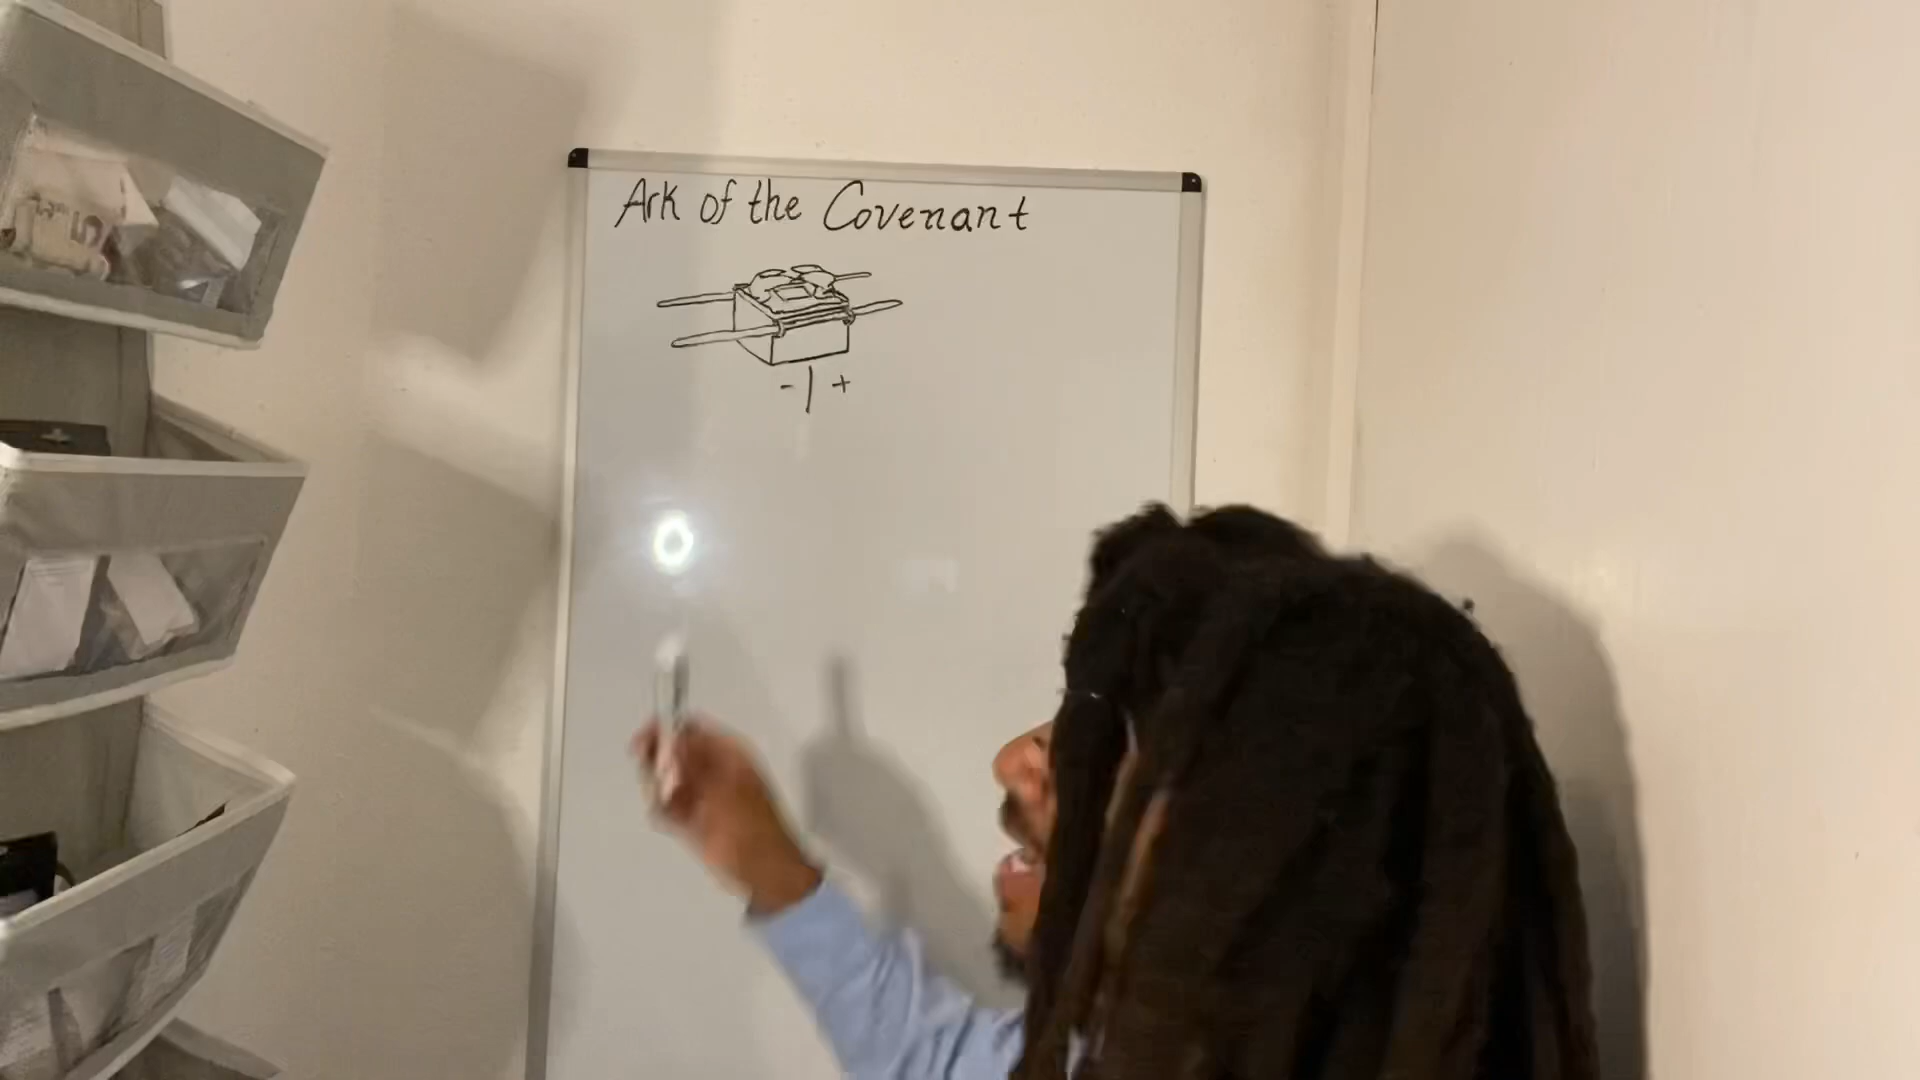 Ark of the Covenant
- | +